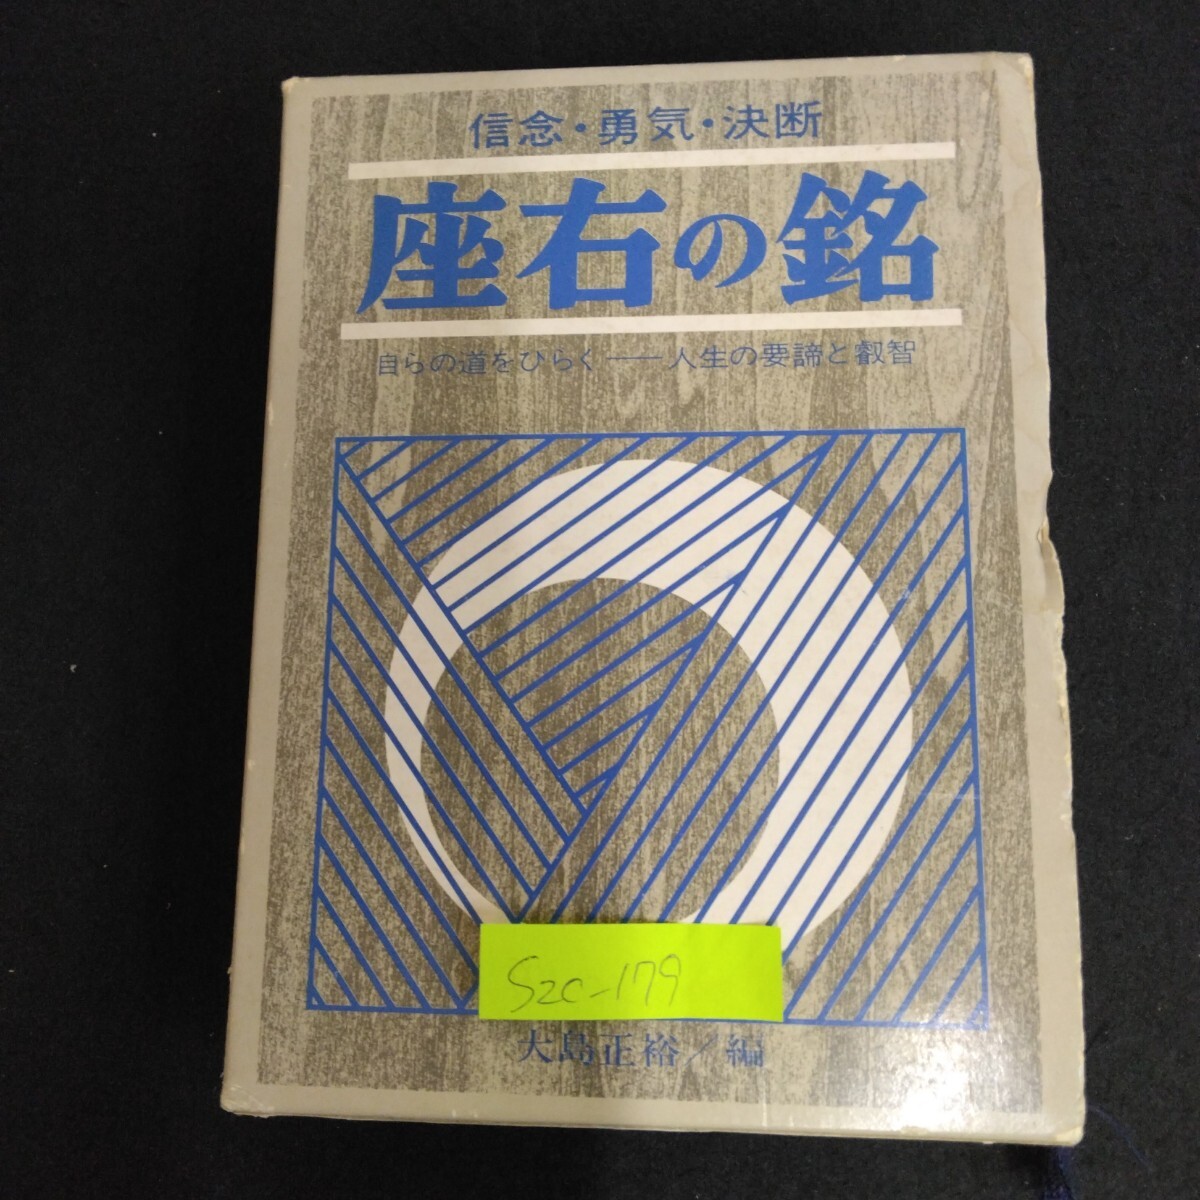 信念・勇気・決断
座右の銘
自らの道をひらく――人生の要諦と叡智
S2C-179
大島正裕／編